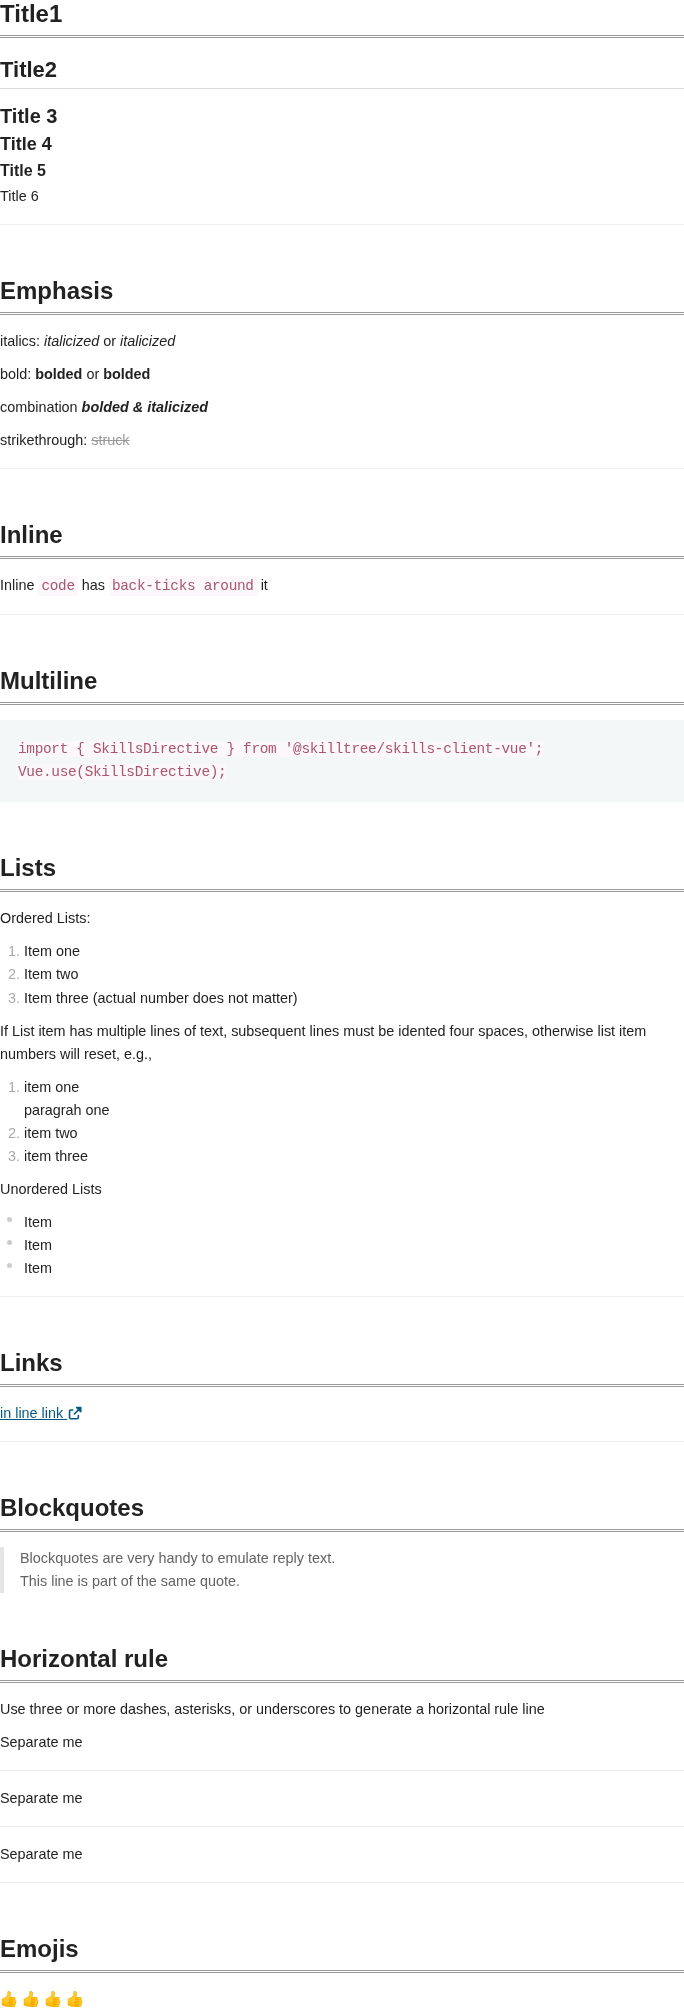 Title1
Title2
Title 3
Title 4
Title 5
Title 6
Emphasis
italics: italicized or italicized
bold: bolded or bolded
combination bolded & italicized
strikethrough: struck
Inline
Inline code has back-ticks around it
Multiline
import { SkillsDirective } from '@skilltree/skills-client-vue';
Vue.use(SkillsDirective);
Lists
Ordered Lists:
1. Item one
2. Item two
3. Item three (actual number does not matter)
If List item has multiple lines of text, subsequent lines must be idented four spaces, otherwise list item
numbers will reset, e.g.,
1. item one
paragrah one
2. item two
3. item three
Unordered Lists
• Item
• Item
• Item
Links
in line link
Blockquotes
Blockquotes are very handy to emulate reply text.
This line is part of the same quote.
Horizontal rule
Use three or more dashes, asterisks, or underscores to generate a horizontal rule line
Separate me
Separate me
Separate me
Emojis
👍 👍 👍 👍